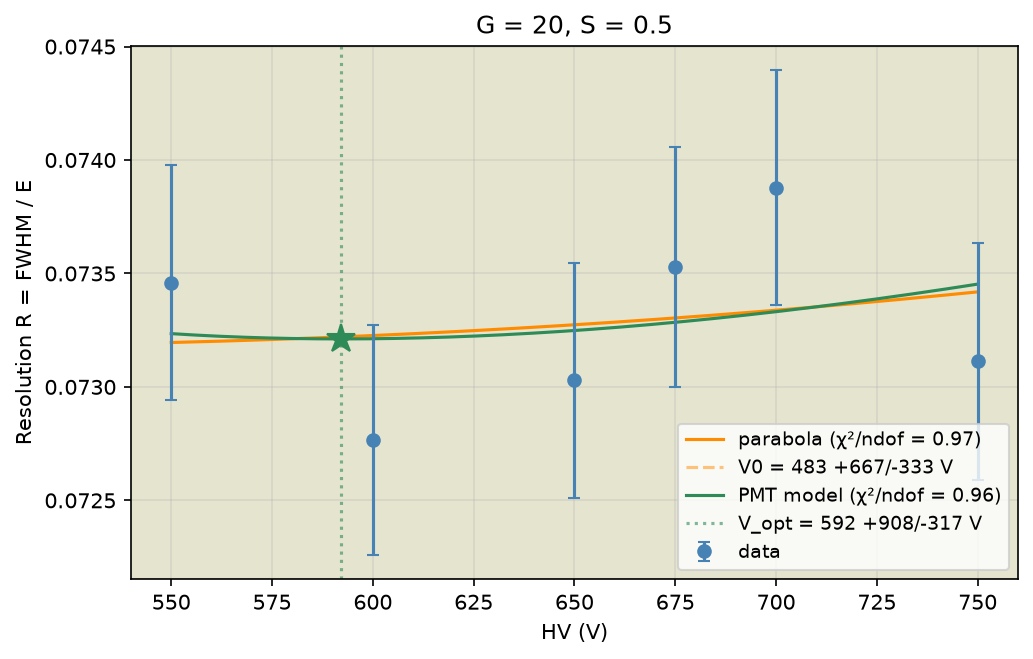 G = 20, S = 0.5
0.0745
0.0740
0.0735
0.0730
0.0725
Resolution R = FWHM / E
550
575
600
625
650
675
700
725
750
HV (V)
parabola (χ²/ndof = 0.97)
V0 = 483 +667/-333 V
PMT model (χ²/ndof = 0.96)
V_opt = 592 +908/-317 V
data